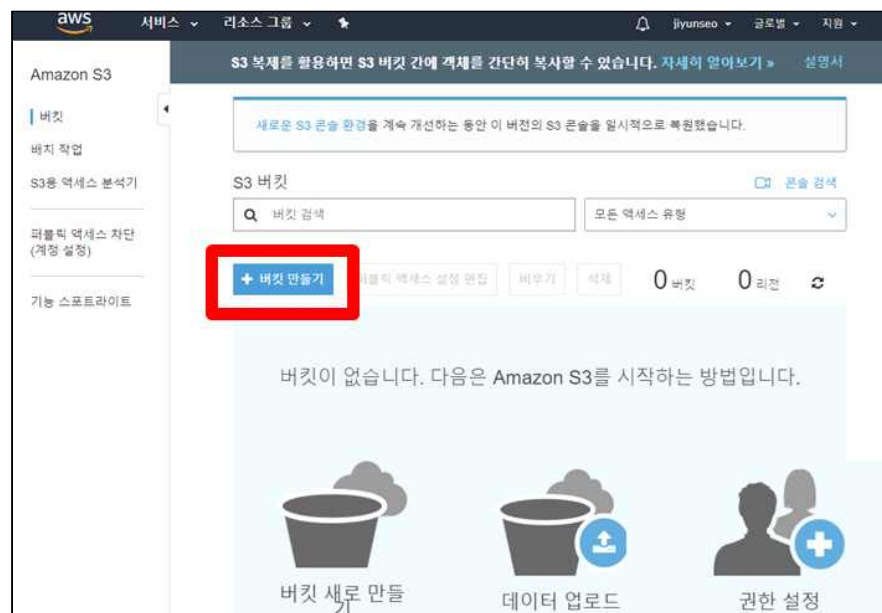 aws 서비스 리소스 그룹 jiyunseo 글로벌 지원
S3 복제를 활용하면 S3 버킷 간에 객체를 간단히 복사할 수 있습니다. 자세히 알아보기 » 설명서
Amazon S3
버킷
배치 작업
S3용 액세스 분석기
퍼블릭 액세스 차단
(계정 설정)
기능 스포트라이트
새로운 S3 콘솔 환경을 계속 개선하는 동안 이 버전의 S3 콘솔을 일시적으로 복원했습니다.
S3 버킷 콘솔 검색
버킷 검색 모든 액세스 유형
+ 버킷 만들기 퍼블릭 액세스 설정 편집 비우기 삭제 0 버킷 0 리전
버킷이 없습니다. 다음은 Amazon S3를 시작하는 방법입니다.
버킷 새로 만들
기
데이터 업로드
권한 설정